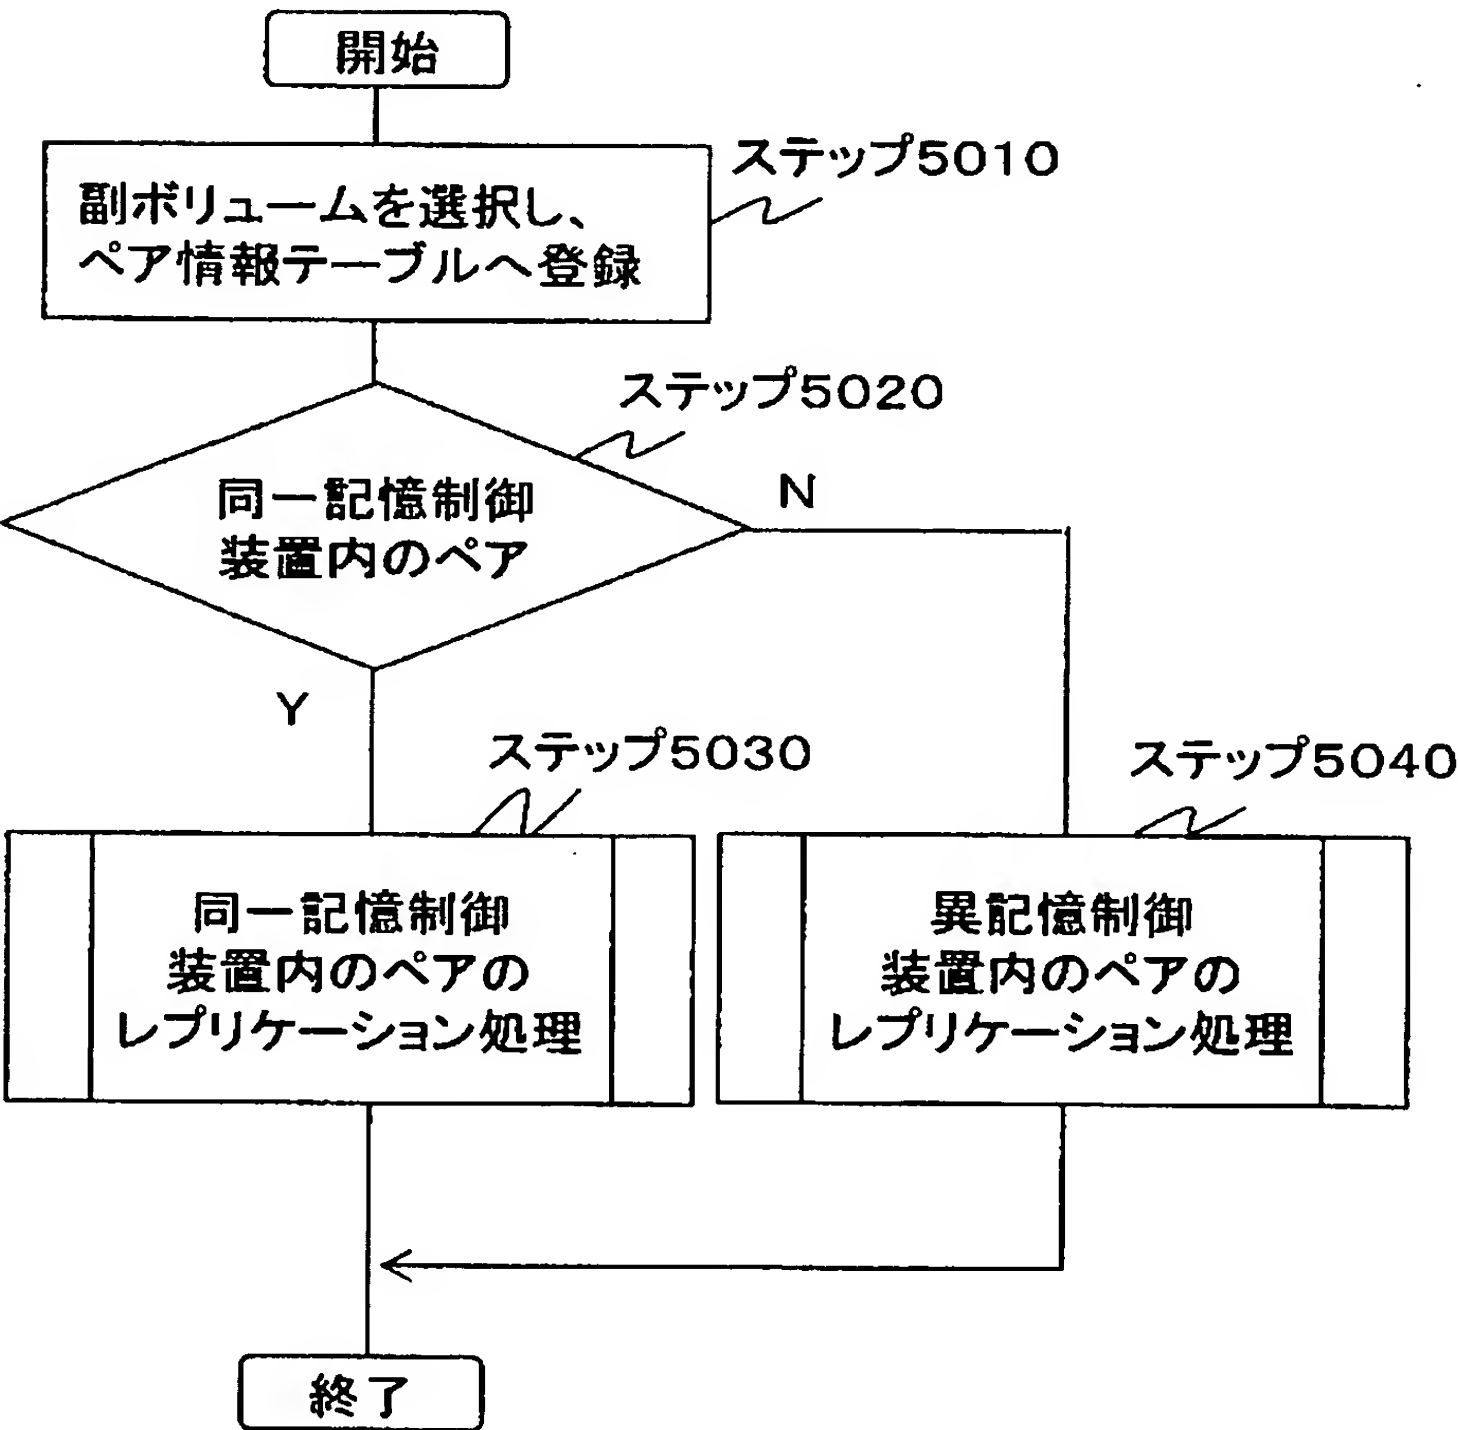 開始
ステップ5010
副ボリュームを選択し、
ペア情報テーブルへ登録
ステップ5020
同一記憶制御
装置内のペア
N
Y
ステップ5030
同一記憶制御
装置内のペアの
レプリケーション処理
ステップ5040
異記憶制御
装置内のペアの
レプリケーション処理
終了